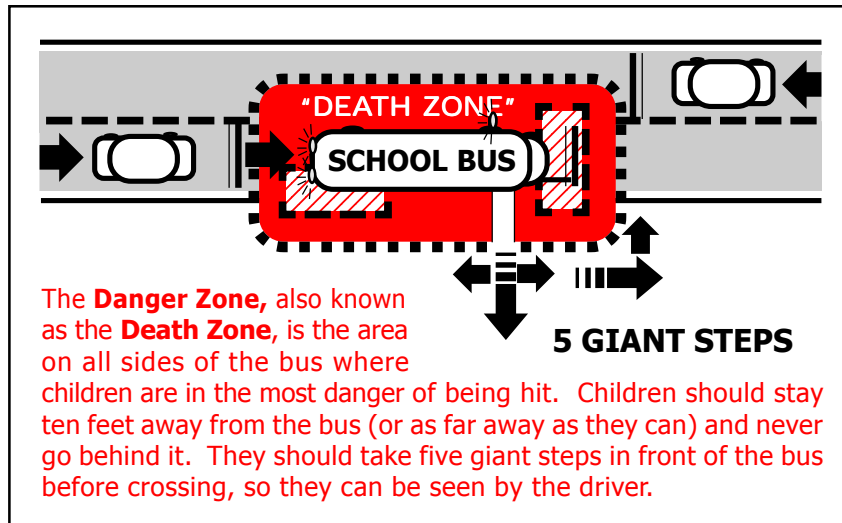 "DEATH ZONE"
SCHOOL BUS
5 GIANT STEPS
The Danger Zone, also known
as the Death Zone, is the area
on all sides of the bus where
children are in the most danger of being hit. Children should stay
ten feet away from the bus (or as far away as they can) and never
go behind it. They should take five giant steps in front of the bus
before crossing, so they can be seen by the driver.